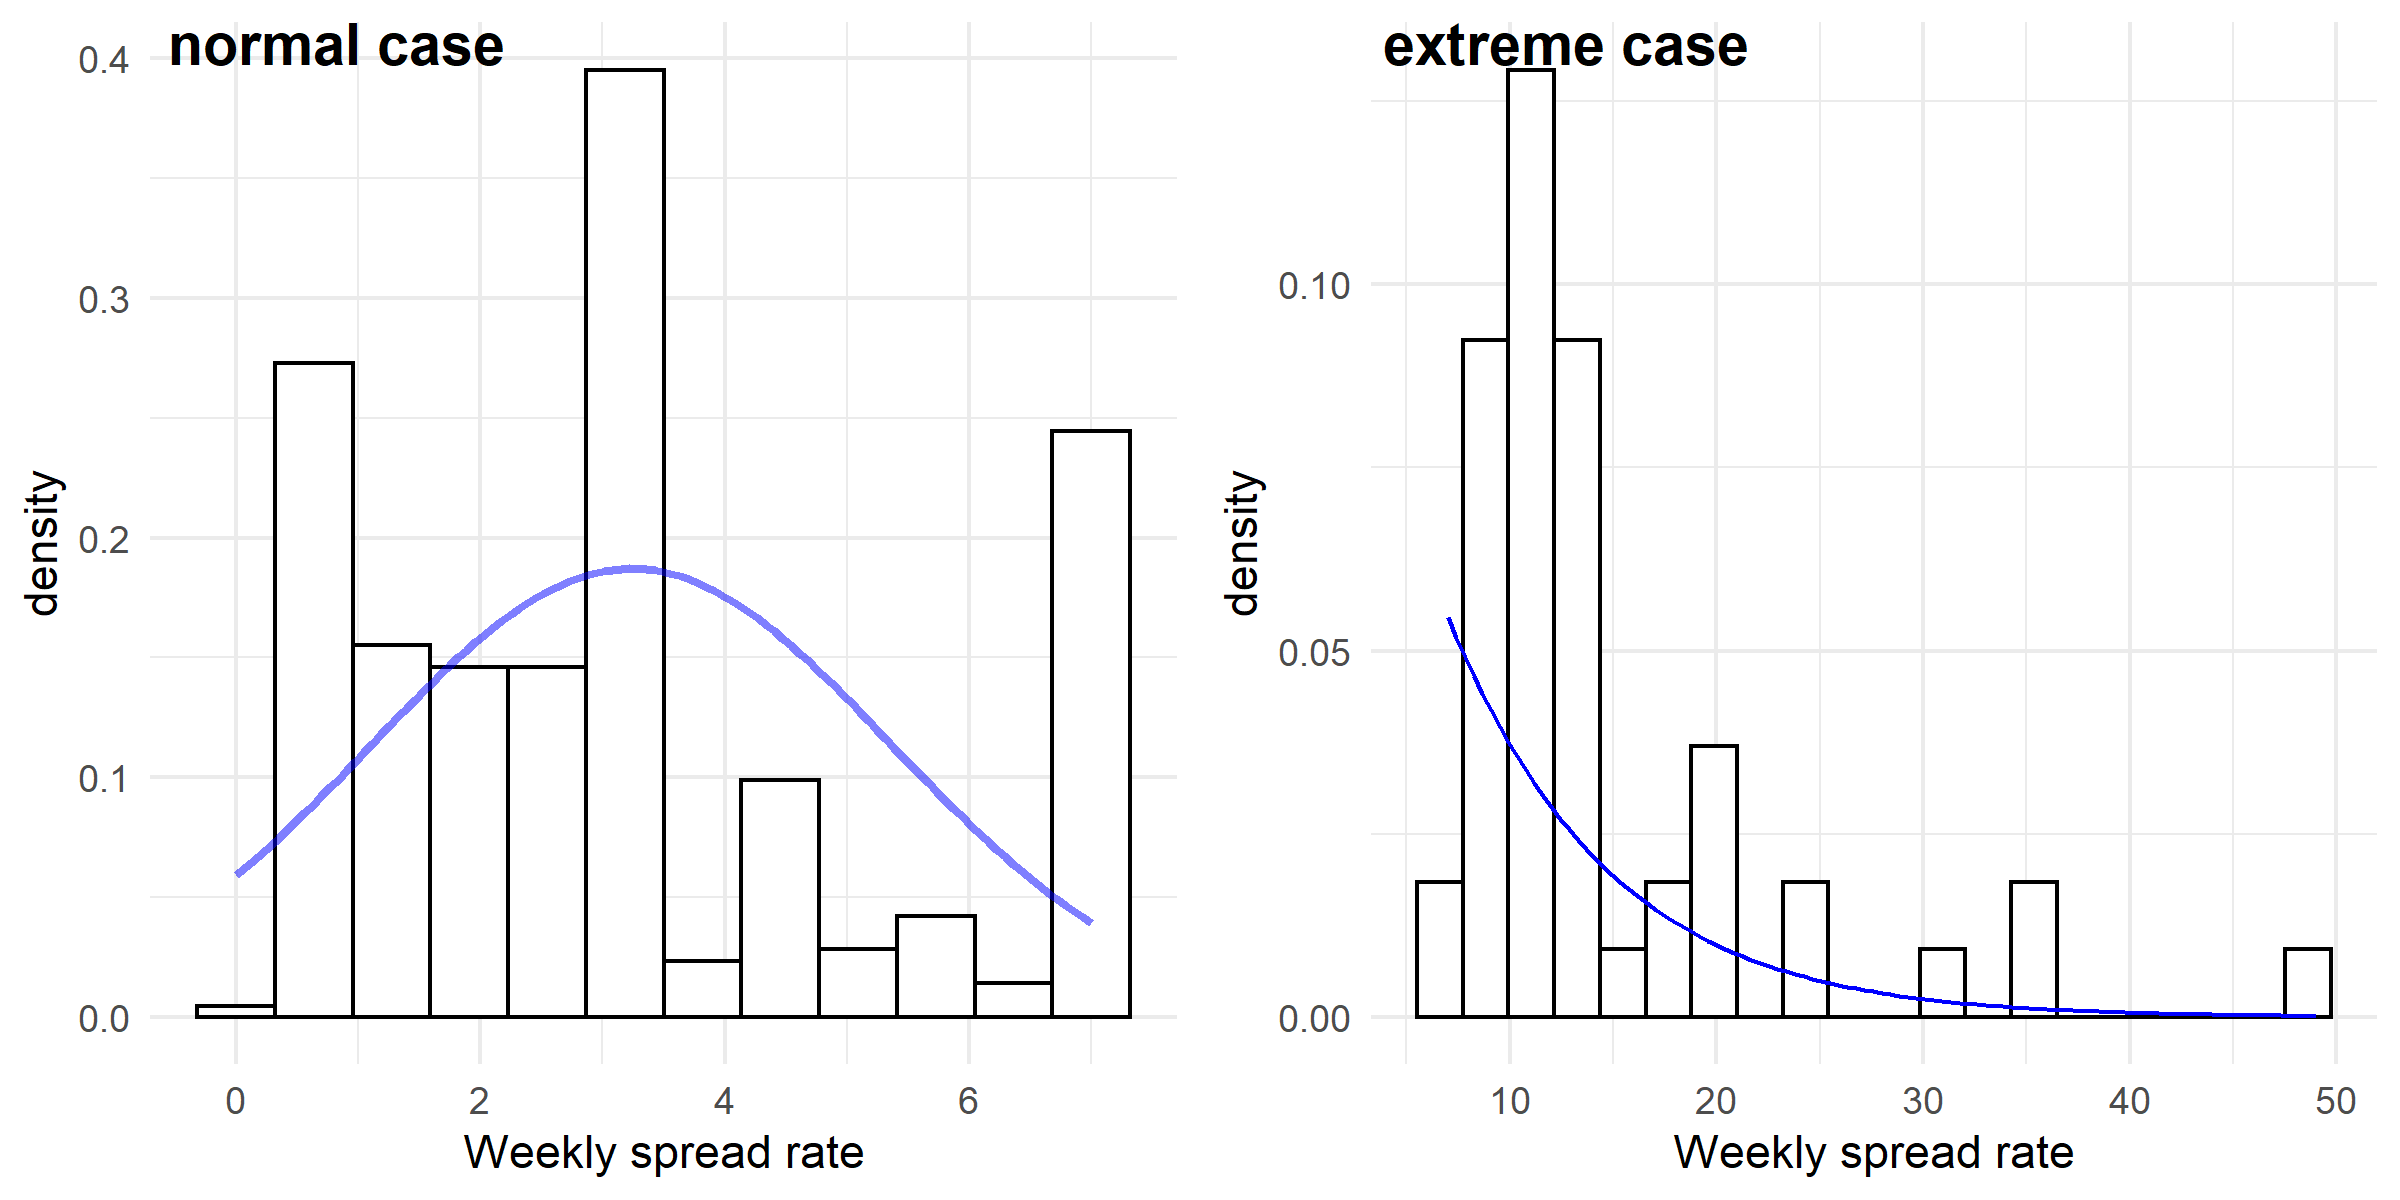 normal case
0.4
0.3
0.2
0.1
0.0
density
0 2 4 6
Weekly spread rate
extreme case
0.10
0.05
0.00
density
10 20 30 40 50
Weekly spread rate